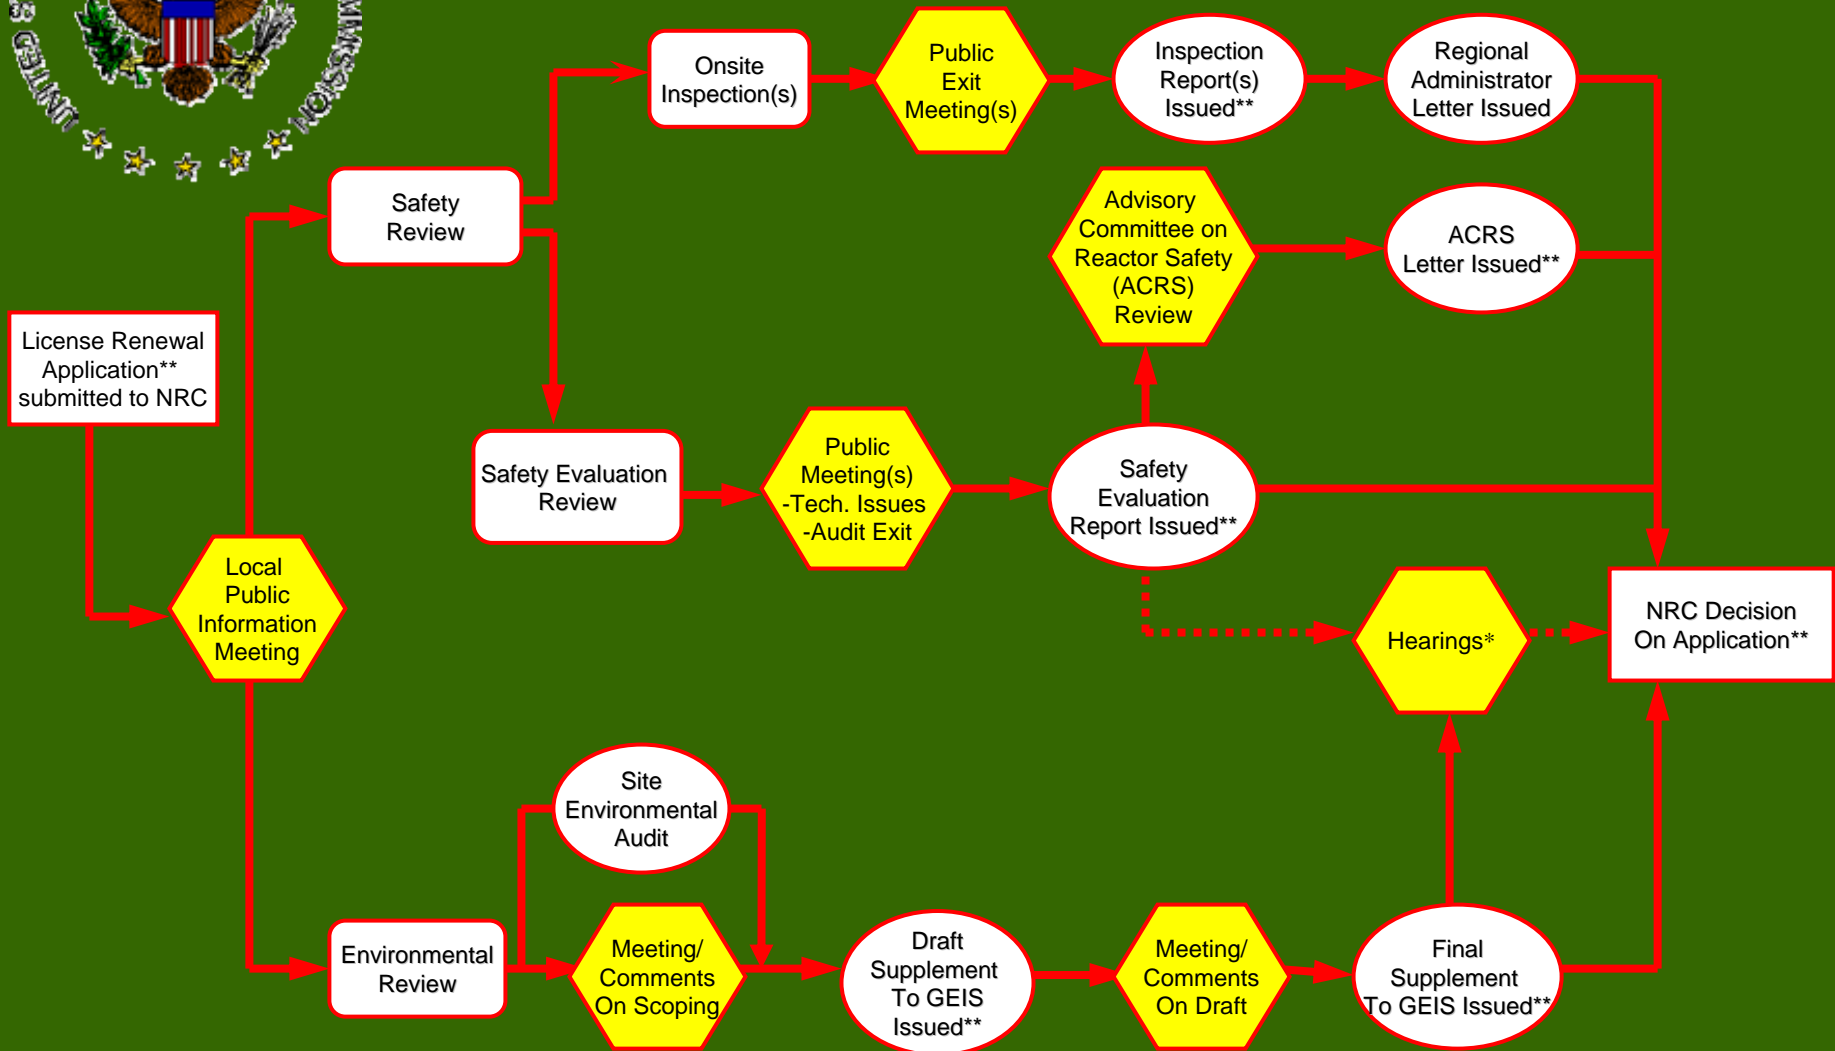 UNITED
MMISSION
Onsite
Inspection(s)
Public
Exit
Meeting(s)
Inspection
Report(s)
Issued**
Regional
Administrator
Letter Issued
Safety
Review
Advisory
Committee on
Reactor Safety
(ACRS)
Review
ACRS
Letter Issued**
License Renewal
Application**
submitted to NRC
Safety Evaluation
Review
Public
Meeting(s)
-Tech. Issues
-Audit Exit
Safety
Evaluation
Report Issued**
Local
Public
Information
Meeting
Hearings*
NRC Decision
On Application**
Site
Environmental
Audit
Environmental
Review
Meeting/
Comments
On Scoping
Draft
Supplement
To GEIS
Issued**
Meeting/
Comments
On Draft
Final
Supplement
To GEIS Issued**